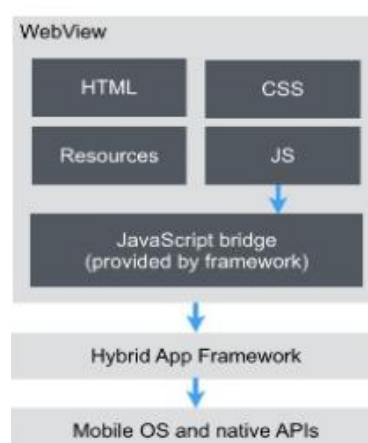 WebView
HTML
CSS
Resources
JS
JavaScript bridge
(provided by framework)
Hybrid App Framework
Mobile OS and native APIs